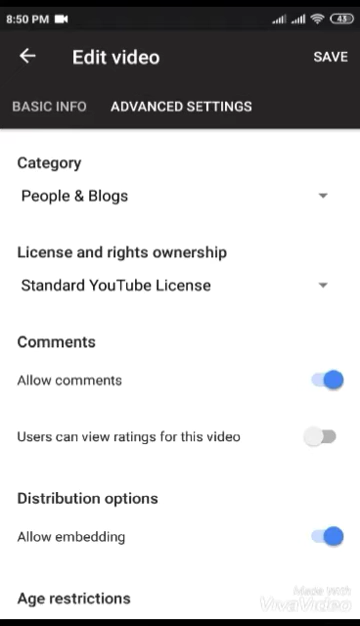 8:50 PM
43
Edit video
SAVE
BASIC INFO
ADVANCED SETTINGS
Category
People & Blogs
License and rights ownership
Standard YouTube License
Comments
Allow comments
Users can view ratings for this video
Distribution options
Allow embedding
Age restrictions
Made With
VivaVideo